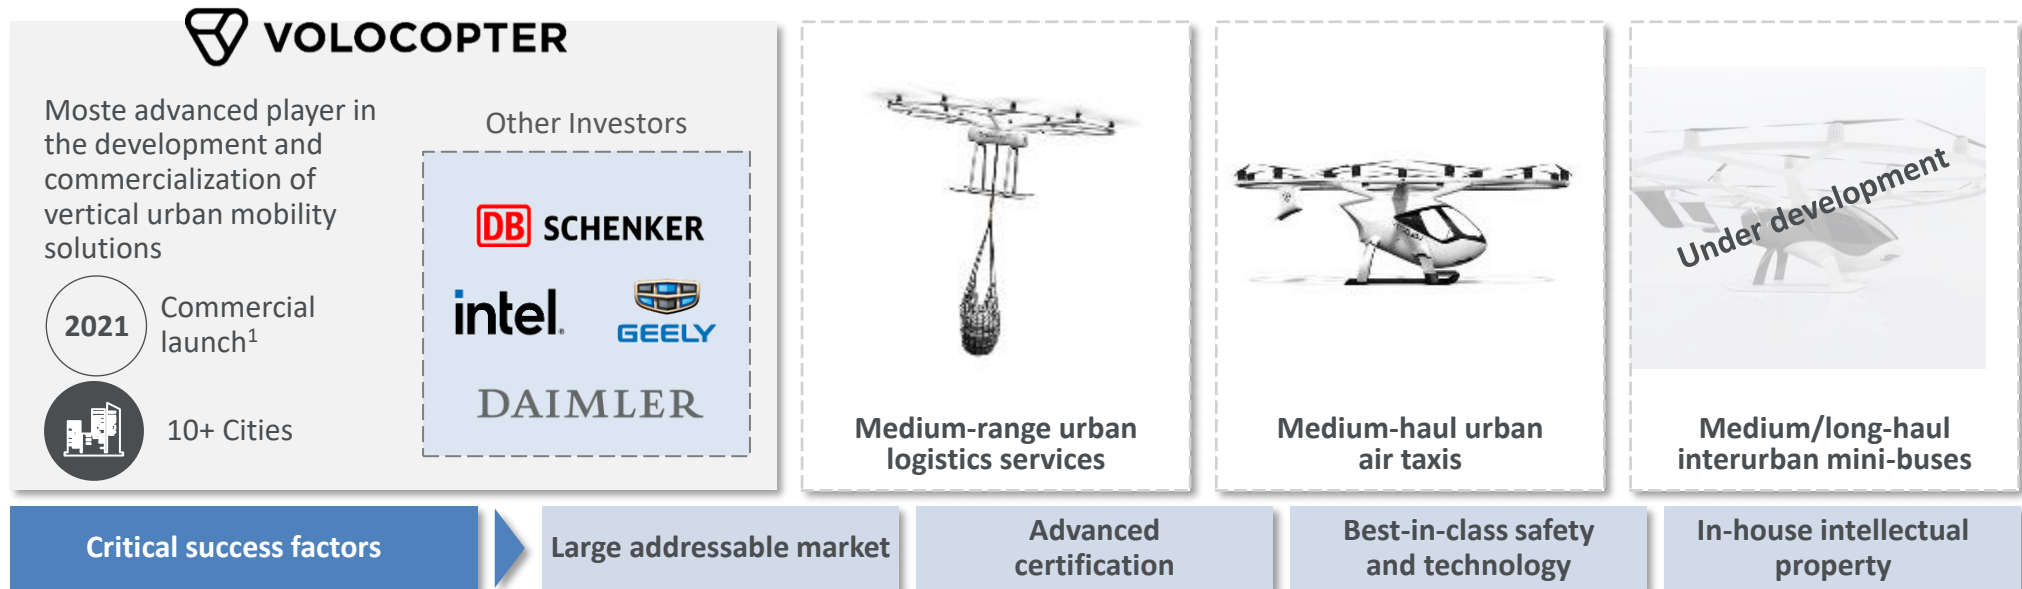 VOLOCOPTER
Moste advanced player in
the development and
commercialization of
vertical urban mobility
solutions
2021
Commercial
launch1
10+ Cities
Other Investors
DB SCHENKER
intel.
GEELY
DAIMLER
Medium-range urban
logistics services
Medium-haul urban
air taxis
Under development
Medium/long-haul
interurban mini-buses
Critical success factors
Large addressable market
Advanced
certification
Best-in-class safety
and technology
In-house intellectual
property